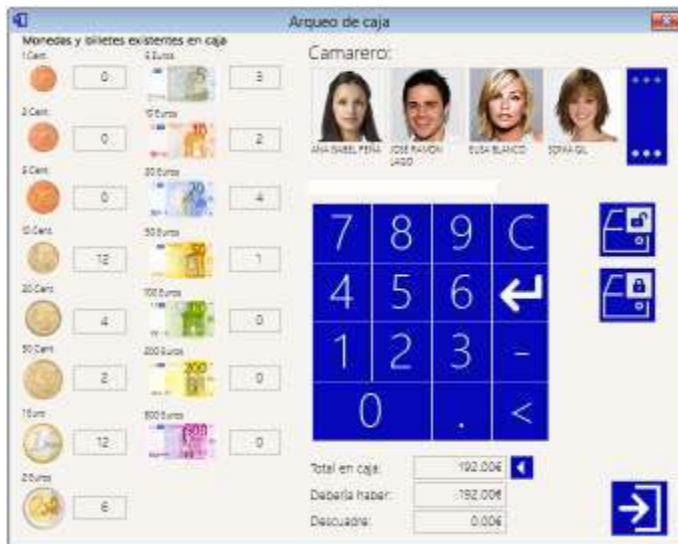 Arqueo de caja
Monedas y billetes existentes en caja
1 Cent.
0
5 Euros
3
2 Cent.
0
10 Euros
2
5 Cent.
0
20 Euros
4
10 Cent.
12
50 Euros
1
20 Cent.
4
100 Euros
0
50 Cent.
2
200 Euros
0
1 Euro
12
500 Euros
0
2 Euros
6
Camarero:
ANA ISABEL PEÑA
JOSE RAMON
LAGO
ELISA BLANCO
SONIA GIL
7 8 9 C
4 5 6
1 2 3 -
0 . <
Total en caja: 192.00€
Debería haber: 192.00€
Descuadre: 0.00€